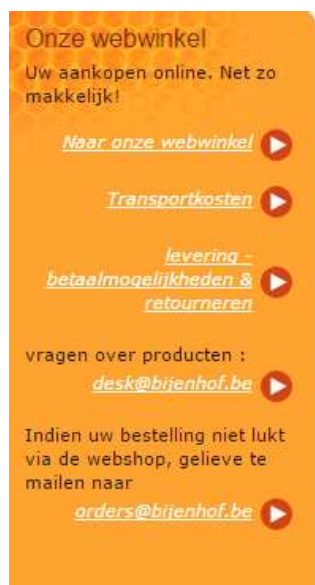 Onze webwinkel
Uw aankopen online. Net zo
makkelijk!
Naar onze webwinkel
Transportkosten
levering -
betaalmogelijkheden &
retourneren
vragen over producten :
desk@bijenhof.be
Indien uw bestelling niet lukt
via de webshop, gelieve te
mailen naar
orders@bijenhof.be